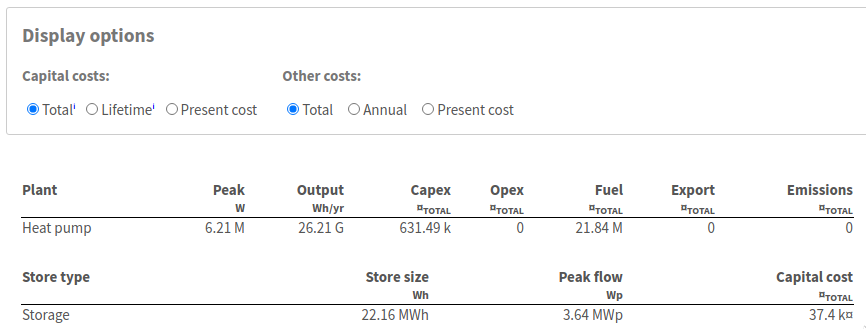 Display options
Capital costs: Other costs:
Totalⁱ Lifetimeⁱ Present cost Total Annual Present cost
Plant Peak Output Capex Opex Fuel Export Emissions
W Wh/yr ¤TOTAL ¤TOTAL ¤TOTAL ¤TOTAL ¤TOTAL
Heat pump 6.21 M 26.21 G 631.49 k 0 21.84 M 0 0
Store type Store size Peak flow Capital cost
Wh Wp ¤TOTAL
Storage 22.16 MWh 3.64 MWp 37.4 k¤